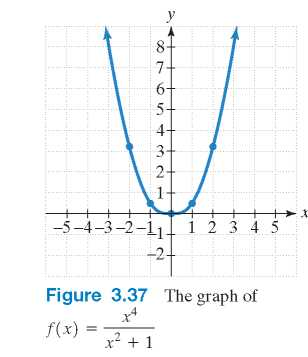 y
8
7
6
5
4
3
2
1
x
-5 -4 -3 -2 -1 1 2 3 4 5
-1
-2
Figure 3.37 The graph of
f(x) = x⁴ / x² + 1